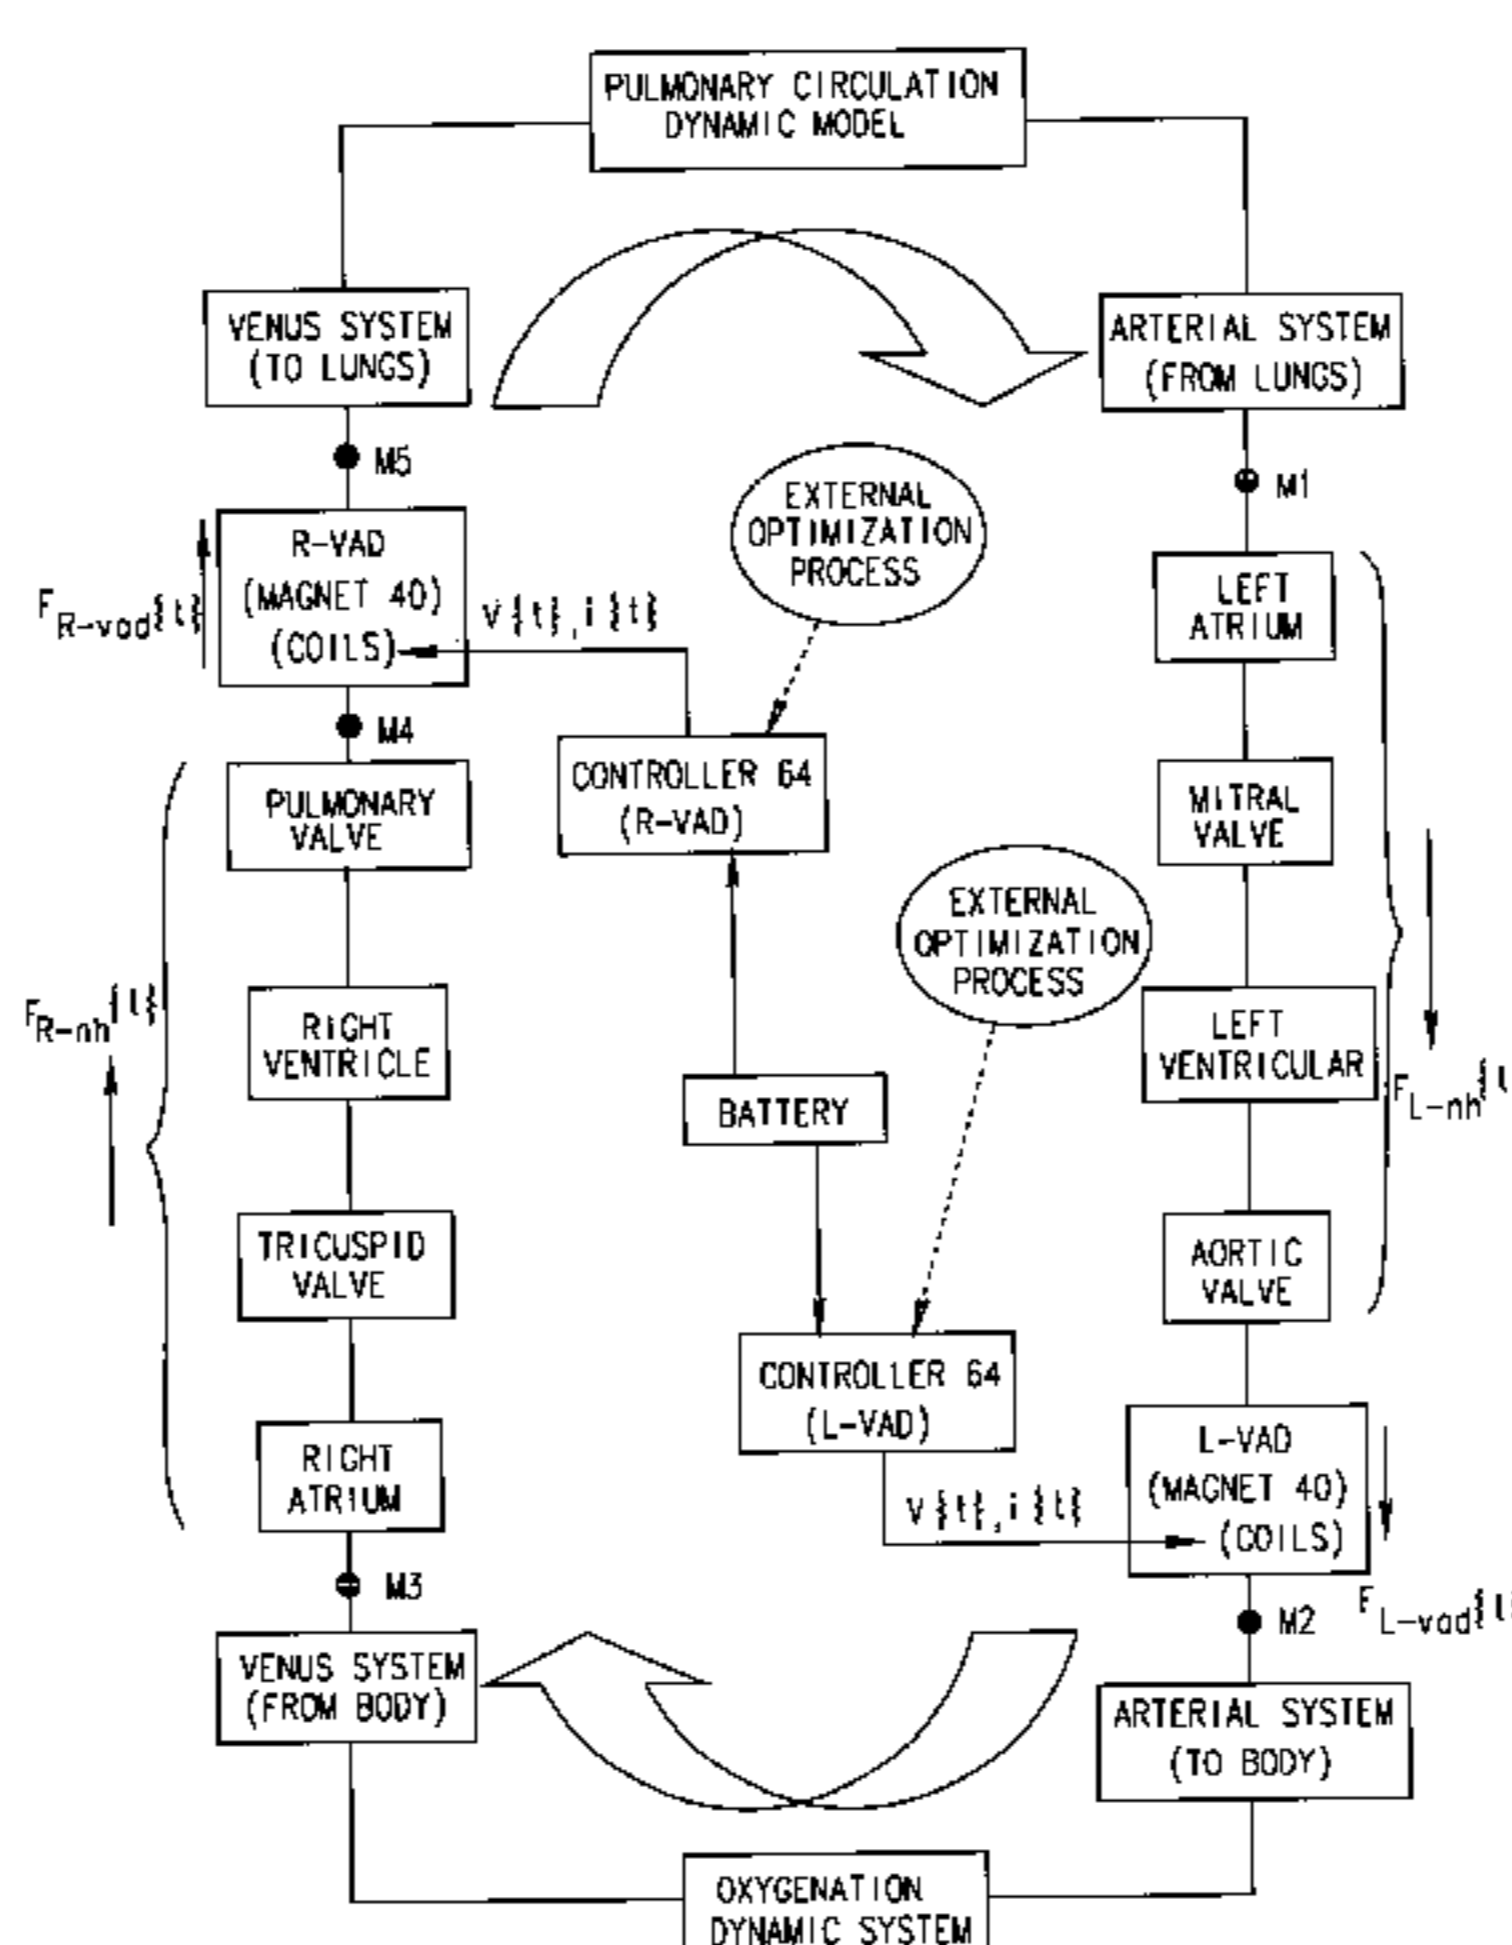 PULMONARY CIRCULATION
DYNAMIC MODEL
VENUS SYSTEM
(TO LUNGS)
ARTERIAL SYSTEM
(FROM LUNGS)
M5
M1
EXTERNAL
OPTIMIZATION
PROCESS
R-VAD
(MAGNET 40)
(COILS)
F R-vad{t}
V{t},i{t}
LEFT
ATRIUM
M4
CONTROLLER 64
(R-VAD)
PULMONARY
VALVE
MITRAL
VALVE
EXTERNAL
OPTIMIZATION
PROCESS
F R-nh{t}
RIGHT
VENTRICLE
LEFT
VENTRICULAR
F L-nh{t
BATTERY
TRICUSPID
VALVE
AORTIC
VALVE
CONTROLLER 64
(L-VAD)
RIGHT
ATRIUM
L-VAD
(MAGNET 40)
(COILS)
V{t},i{t}
M3
M2
F L-vad{t
VENUS SYSTEM
(FROM BODY)
ARTERIAL SYSTEM
(TO BODY)
OXYGENATION
DYNAMIC SYSTEM